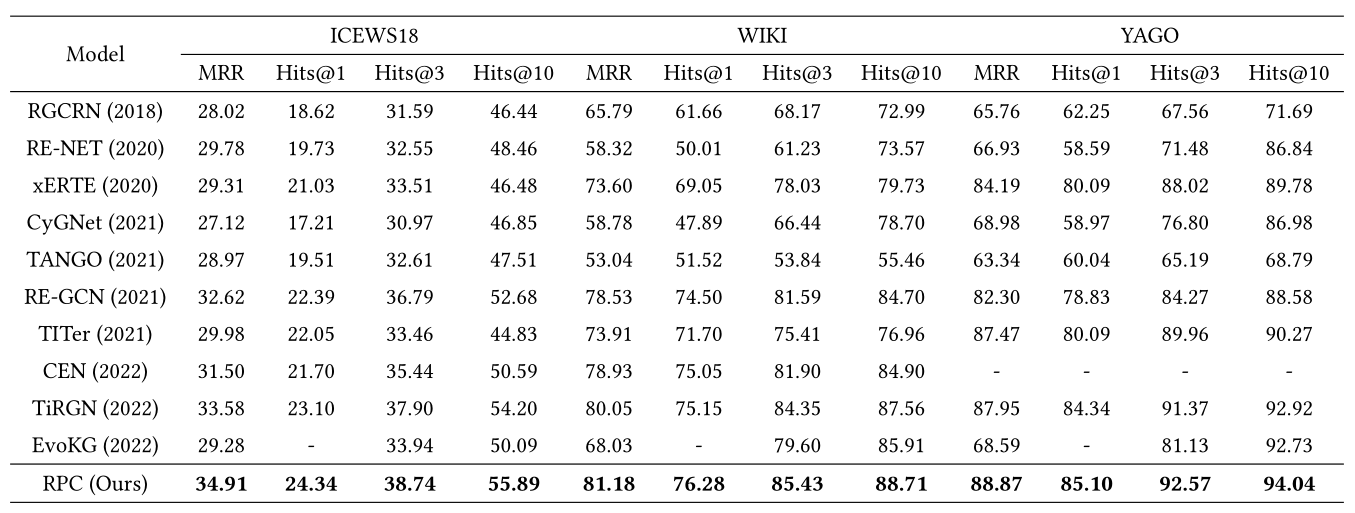 Model ICEWS18 WIKI YAGO
MRR Hits@1 Hits@3 Hits@10 MRR Hits@1 Hits@3 Hits@10 MRR Hits@1 Hits@3 Hits@10
RGCRN (2018) 28.02 18.62 31.59 46.44 65.79 61.66 68.17 72.99 65.76 62.25 67.56 71.69
RE-NET (2020) 29.78 19.73 32.55 48.46 58.32 50.01 61.23 73.57 66.93 58.59 71.48 86.84
xERTE (2020) 29.31 21.03 33.51 46.48 73.60 69.05 78.03 79.73 84.19 80.09 88.02 89.78
CyGNet (2021) 27.12 17.21 30.97 46.85 58.78 47.89 66.44 78.70 68.98 58.97 76.80 86.98
TANGO (2021) 28.97 19.51 32.61 47.51 53.04 51.52 53.84 55.46 63.34 60.04 65.19 68.79
RE-GCN (2021) 32.62 22.39 36.79 52.68 78.53 74.50 81.59 84.70 82.30 78.83 84.27 88.58
TITer (2021) 29.98 22.05 33.46 44.83 73.91 71.70 75.41 76.96 87.47 80.09 89.96 90.27
CEN (2022) 31.50 21.70 35.44 50.59 78.93 75.05 81.90 84.90 - - - -
TiRGN (2022) 33.58 23.10 37.90 54.20 80.05 75.15 84.35 87.56 87.95 84.34 91.37 92.92
EvoKG (2022) 29.28 - 33.94 50.09 68.03 - 79.60 85.91 68.59 - 81.13 92.73
RPC (Ours) 34.91 24.34 38.74 55.89 81.18 76.28 85.43 88.71 88.87 85.10 92.57 94.04